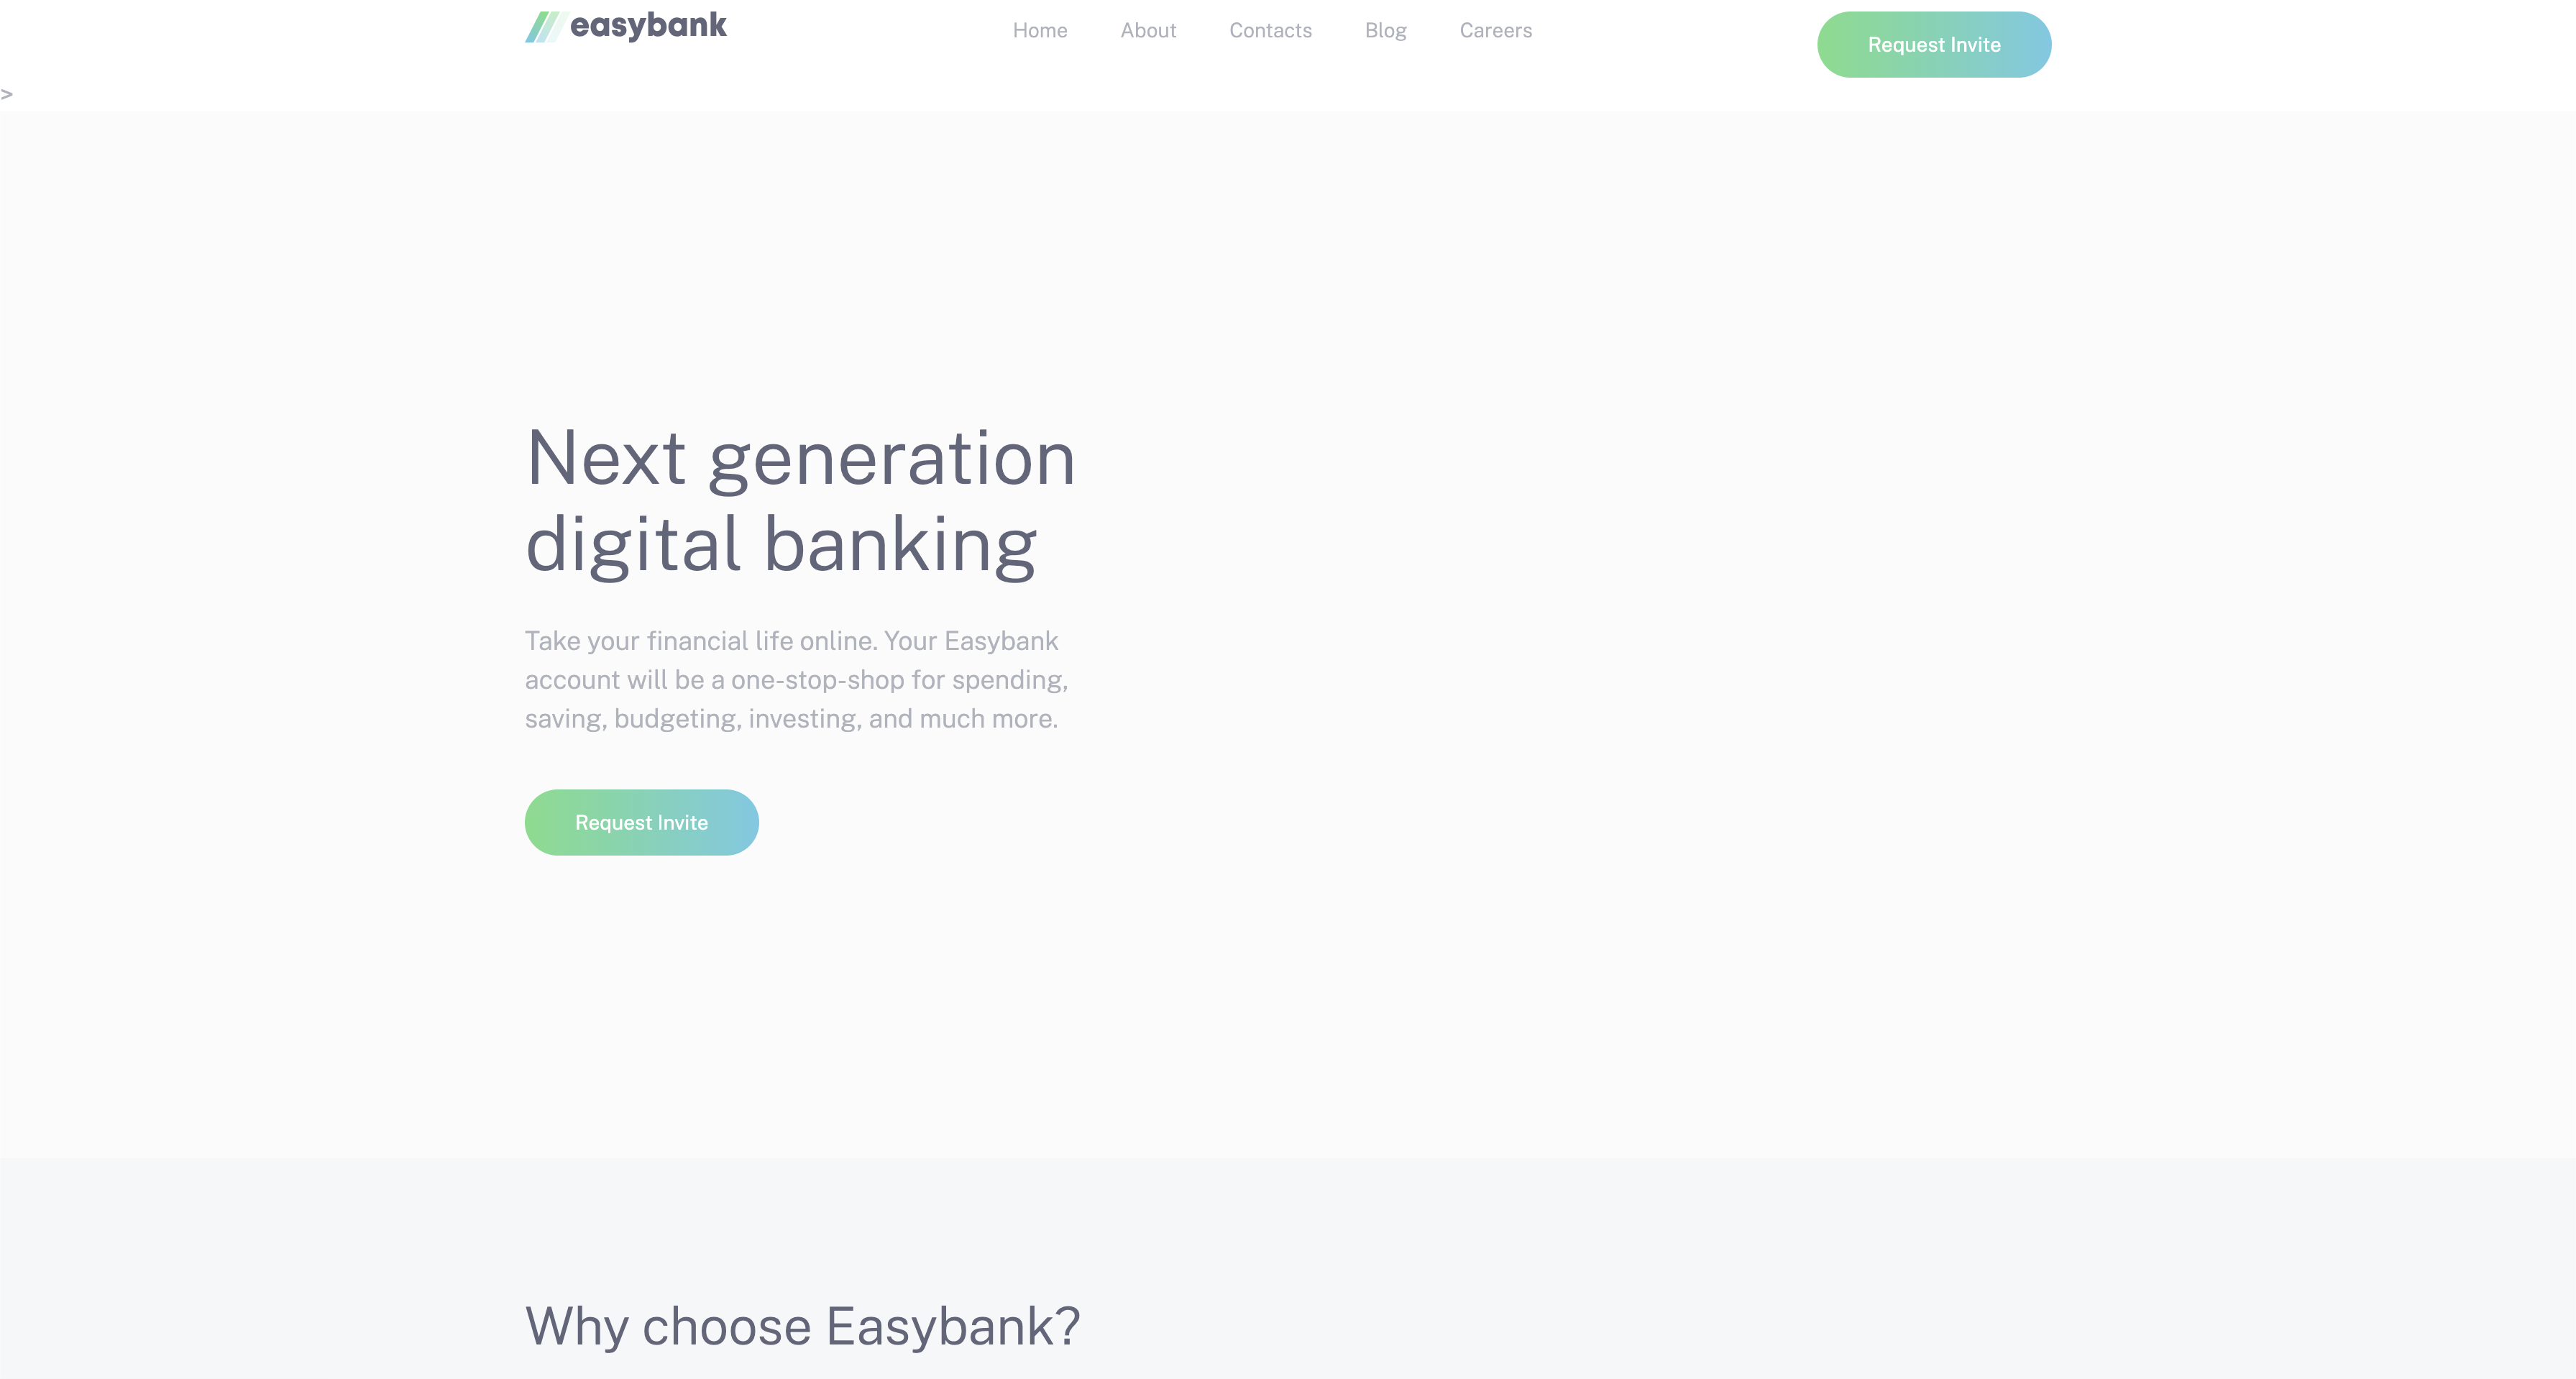 easybank
Home About Contacts Blog Careers
Request Invite
>
Next generation
digital banking
Take your financial life online. Your Easybank
account will be a one-stop-shop for spending,
saving, budgeting, investing, and much more.
Request Invite
Why choose Easybank?